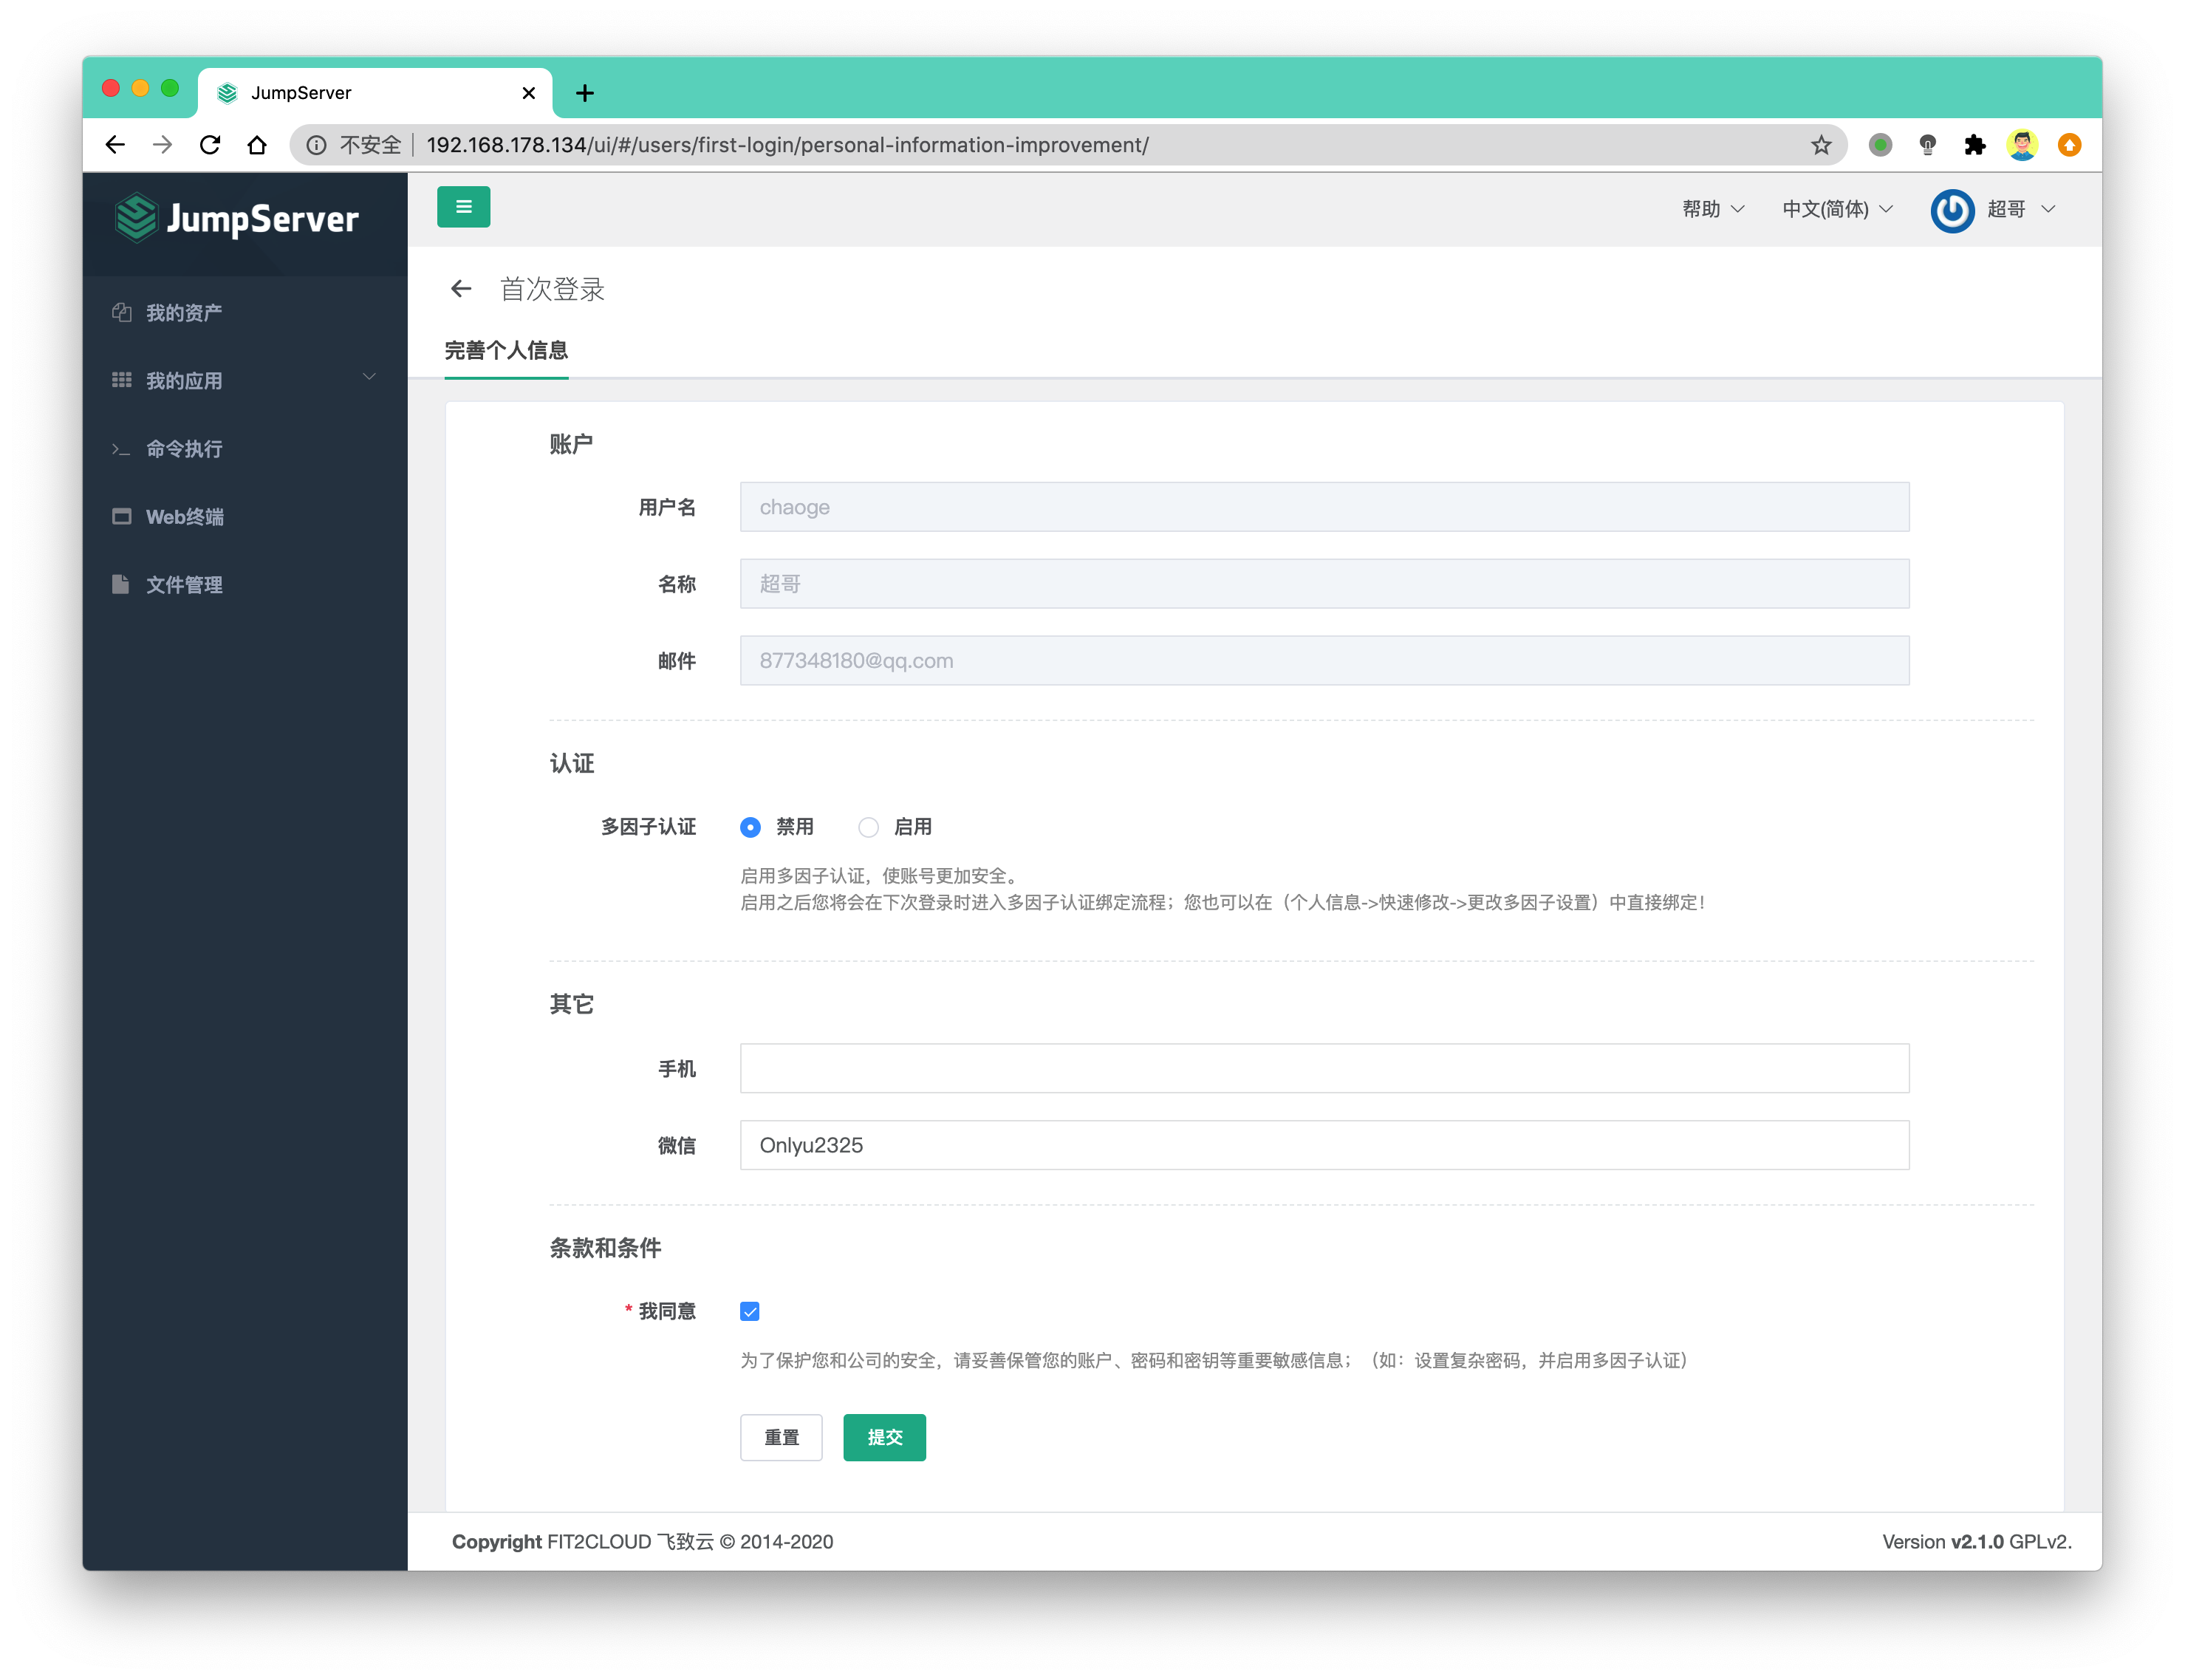 JumpServer
不安全 192.168.178.134/ui/#/users/first-login/personal-information-improvement/
JumpServer
帮助 中文(简体) 超哥
我的资产
我的应用
命令执行
Web终端
文件管理
首次登录
完善个人信息
账户
用户名 chaoge
名称 超哥
邮件 877348180@qq.com
认证
多因子认证 禁用 启用
启用多因子认证，使账号更加安全。
启用之后您将会在下次登录时进入多因子认证绑定流程；您也可以在（个人信息->快速修改->更改多因子设置）中直接绑定！
其它
手机
微信 Onlyu2325
条款和条件
* 我同意
为了保护您和公司的安全，请妥善保管您的账户、密码和密钥等重要敏感信息；（如：设置复杂密码，并启用多因子认证）
重置 提交
Copyright FIT2CLOUD 飞致云 © 2014-2020
Version v2.1.0 GPLv2.